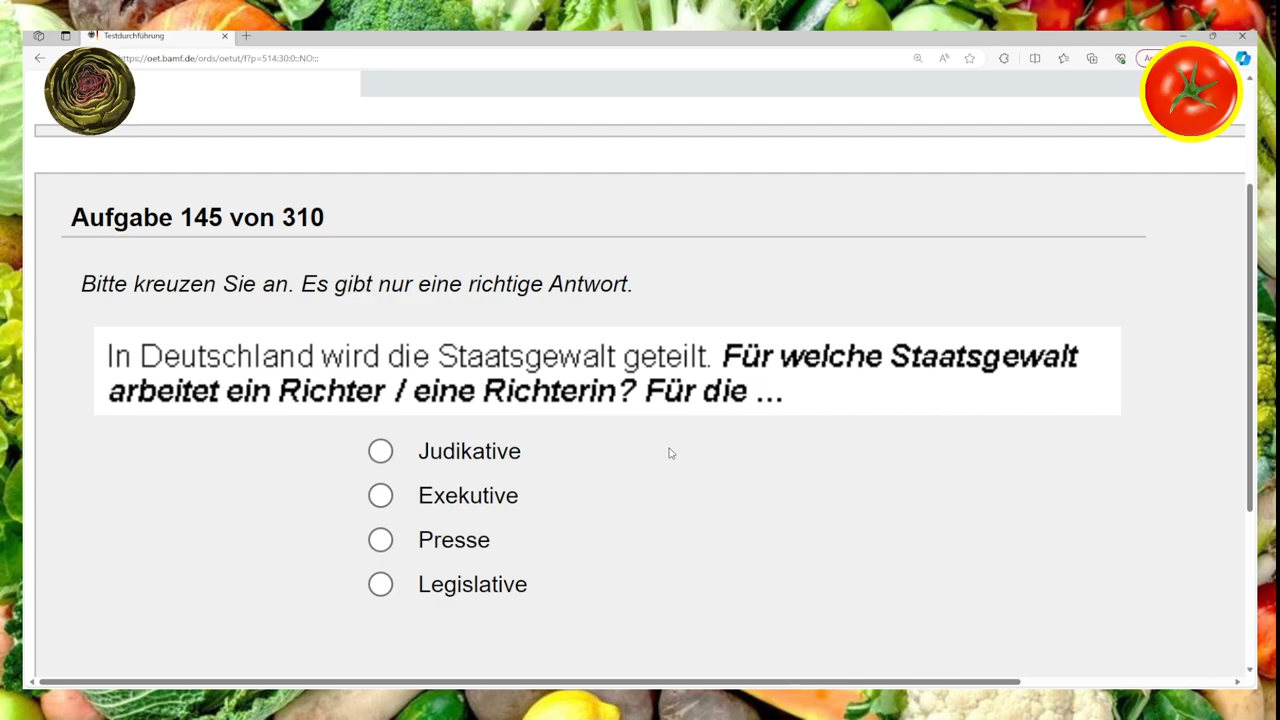 Testdurchführung
https://oet.bamf.de/ords/oetut/f?p=514:30:0::NO:::
Aufgabe 145 von 310
Bitte kreuzen Sie an. Es gibt nur eine richtige Antwort.
In Deutschland wird die Staatsgewalt geteilt. Für welche Staatsgewalt
arbeitet ein Richter / eine Richterin? Für die ...
Judikative
Exekutive
Presse
Legislative